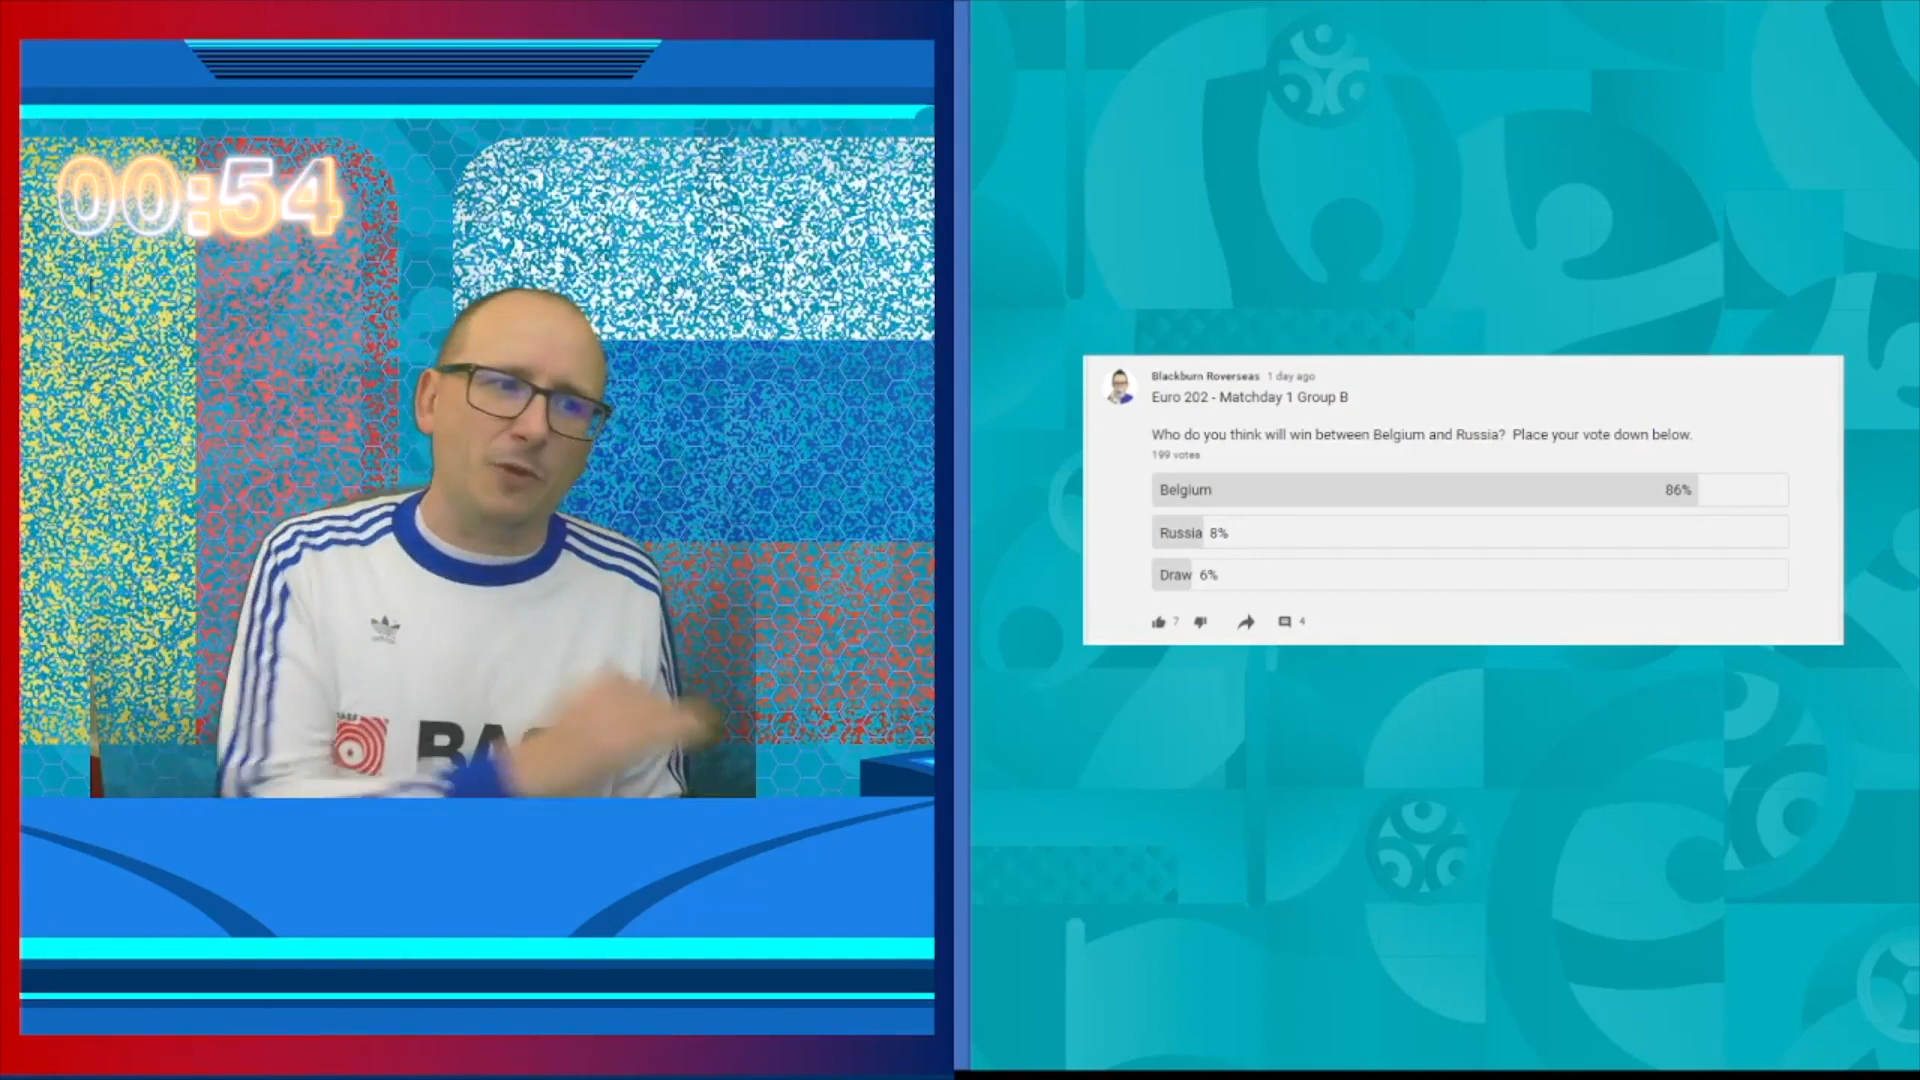 00:54
BA
Blackburn Roverseas 1 day ago
Euro 202 - Matchday 1 Group B
Who do you think will win between Belgium and Russia? Place your vote down below.
199 votes
Belgium 86%
Russia 8%
Draw 6%
7
4